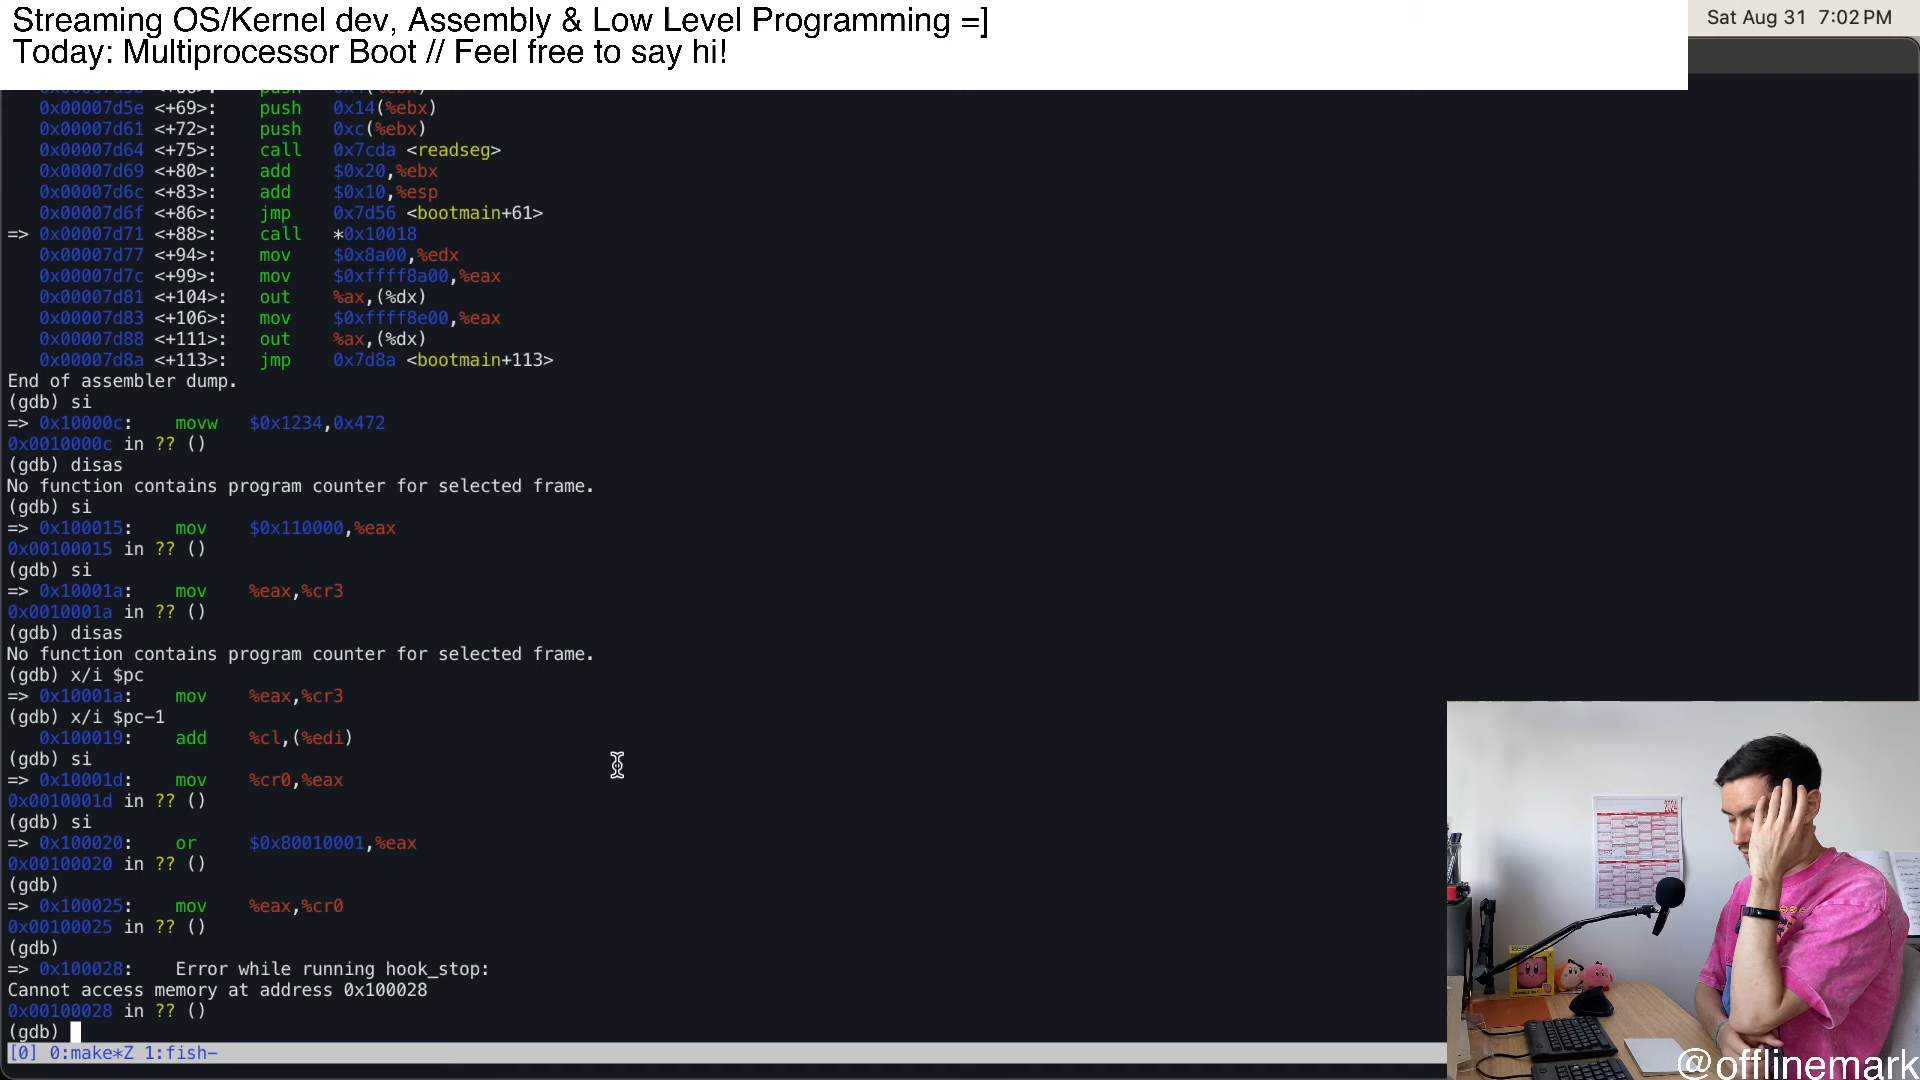 Streaming OS/Kernel dev, Assembly & Low Level Programming =]
Today: Multiprocessor Boot // Feel free to say hi!
Sat Aug 31 7:02 PM
0x00007d5e <+69>: push 0x14(%ebx)
0x00007d61 <+72>: push 0xc(%ebx)
0x00007d64 <+75>: call 0x7cda <readseg>
0x00007d69 <+80>: add $0x20,%ebx
0x00007d6c <+83>: add $0x10,%esp
0x00007d6f <+86>: jmp 0x7d56 <bootmain+61>
=> 0x00007d71 <+88>: call *0x10018
0x00007d77 <+94>: mov $0x8a00,%edx
0x00007d7c <+99>: mov $0xffff8a00,%eax
0x00007d81 <+104>: out %ax,(%dx)
0x00007d83 <+106>: mov $0xffff8e00,%eax
0x00007d88 <+111>: out %ax,(%dx)
0x00007d8a <+113>: jmp 0x7d8a <bootmain+113>
End of assembler dump.
(gdb) si
=> 0x10000c: movw $0x1234,0x472
0x0010000c in ?? ()
(gdb) disas
No function contains program counter for selected frame.
(gdb) si
=> 0x100015: mov $0x110000,%eax
0x00100015 in ?? ()
(gdb) si
=> 0x10001a: mov %eax,%cr3
0x0010001a in ?? ()
(gdb) disas
No function contains program counter for selected frame.
(gdb) x/i $pc
=> 0x10001a: mov %eax,%cr3
(gdb) x/i $pc-1
0x100019: add %cl,(%edi)
(gdb) si
=> 0x10001d: mov %cr0,%eax
0x0010001d in ?? ()
(gdb) si
=> 0x100020: or $0x80010001,%eax
0x00100020 in ?? ()
(gdb)
=> 0x100025: mov %eax,%cr0
0x00100025 in ?? ()
(gdb)
=> 0x100028: Error while running hook_stop:
Cannot access memory at address 0x100028
0x00100028 in ?? ()
(gdb)
[0] 0:make*Z 1:fish-
2024
@offlinemark